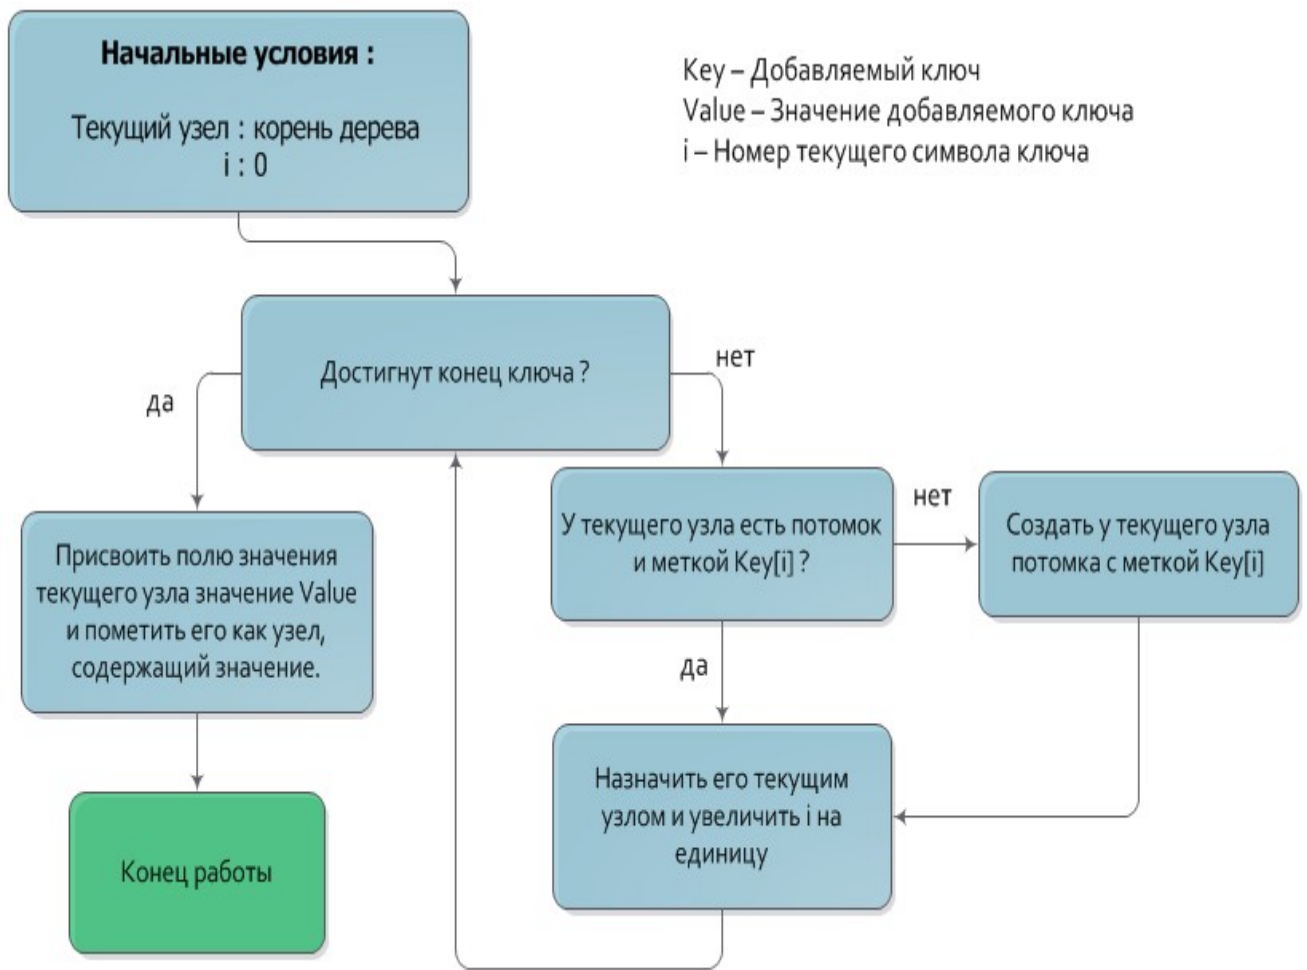 Начальные условия :
Текущий узел : корень дерева
i : 0
Key – Добавляемый ключ
Value – Значение добавляемого ключа
i – Номер текущего символа ключа
Достигнут конец ключа ?
да
нет
Присвоить полю значения
текущего узла значение Value
и пометить его как узел,
содержащий значение.
У текущего узла есть потомок
и меткой Key[i] ?
нет
Создать у текущего узла
потомка с меткой Key[i]
да
Назначить его текущим
узлом и увеличить i на
единицу
Конец работы